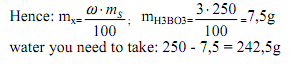 Hence: mₓ= ω·mₛ/100 ; mH3BO3= 3·250/100 =7,5g
water you need to take: 250 - 7,5 = 242,5g